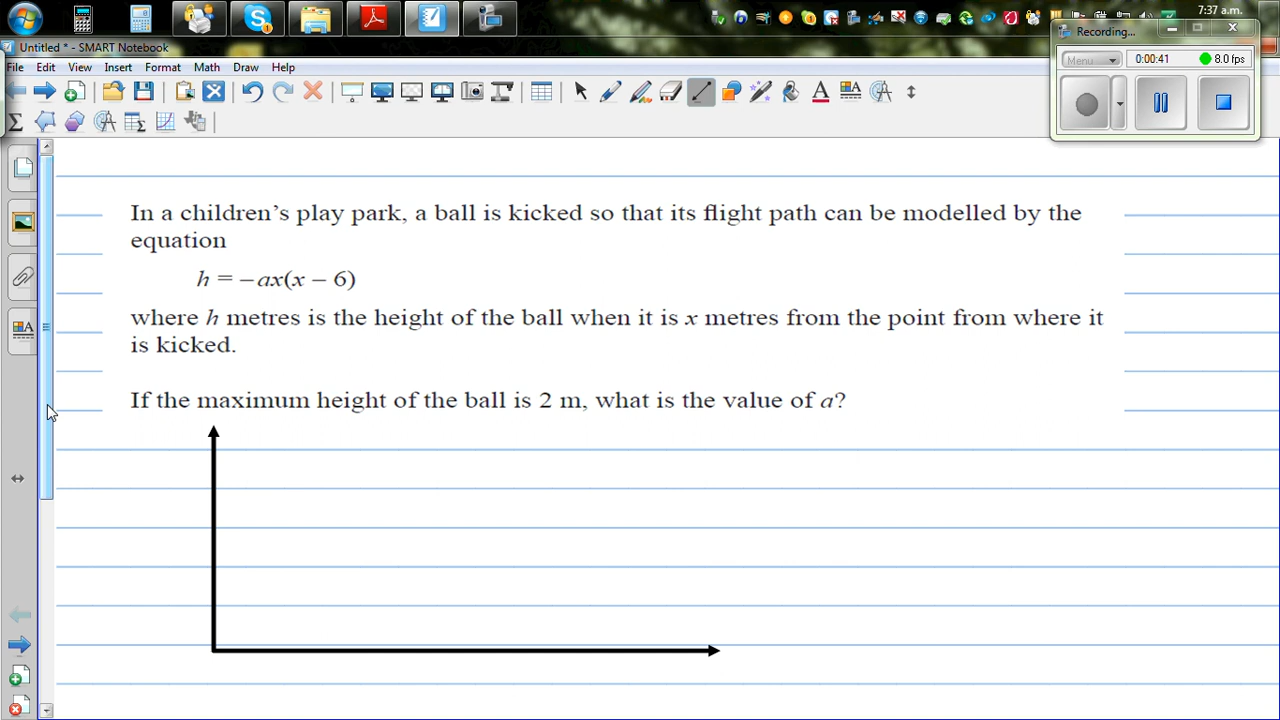 7:37 a.m.
Untitled * - SMART Notebook
Recording...
File Edit View Insert Format Math Draw Help
Menu
0:00:41
8.0 fps
In a children's play park, a ball is kicked so that its flight path can be modelled by the
equation
h = –ax(x – 6)
where h metres is the height of the ball when it is x metres from the point from where it
is kicked.
If the maximum height of the ball is 2 m, what is the value of a?